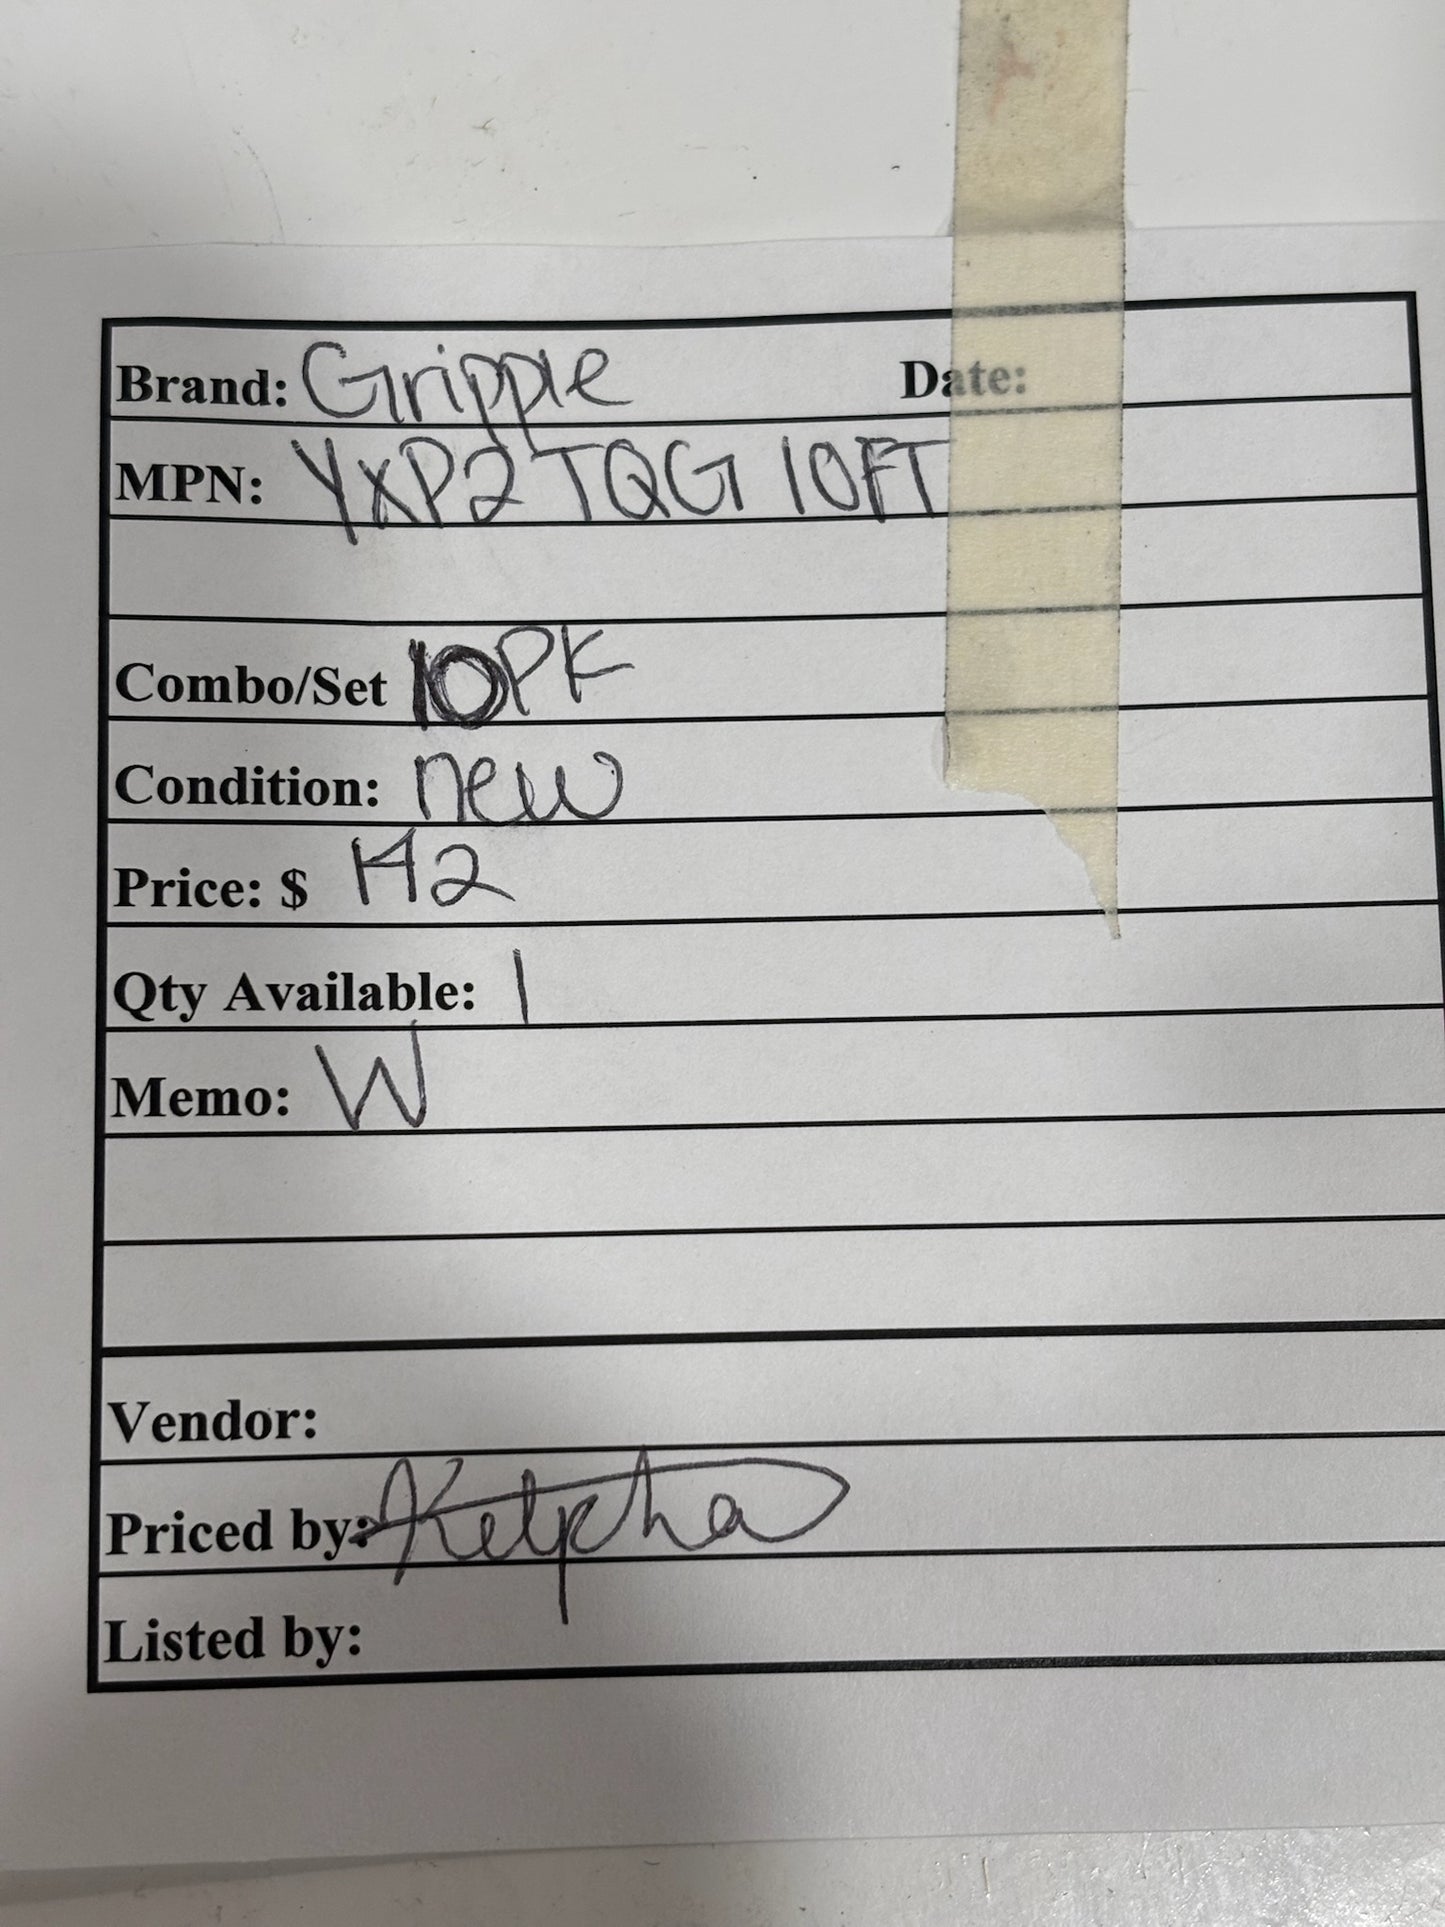 Brand: Gripple Date:
MPN: YXP2 TQG 10FT
Combo/Set 10PK
Condition: new
Price: $ 142
Qty Available: 1
Memo: W
Vendor:
Priced by:
Listed by: